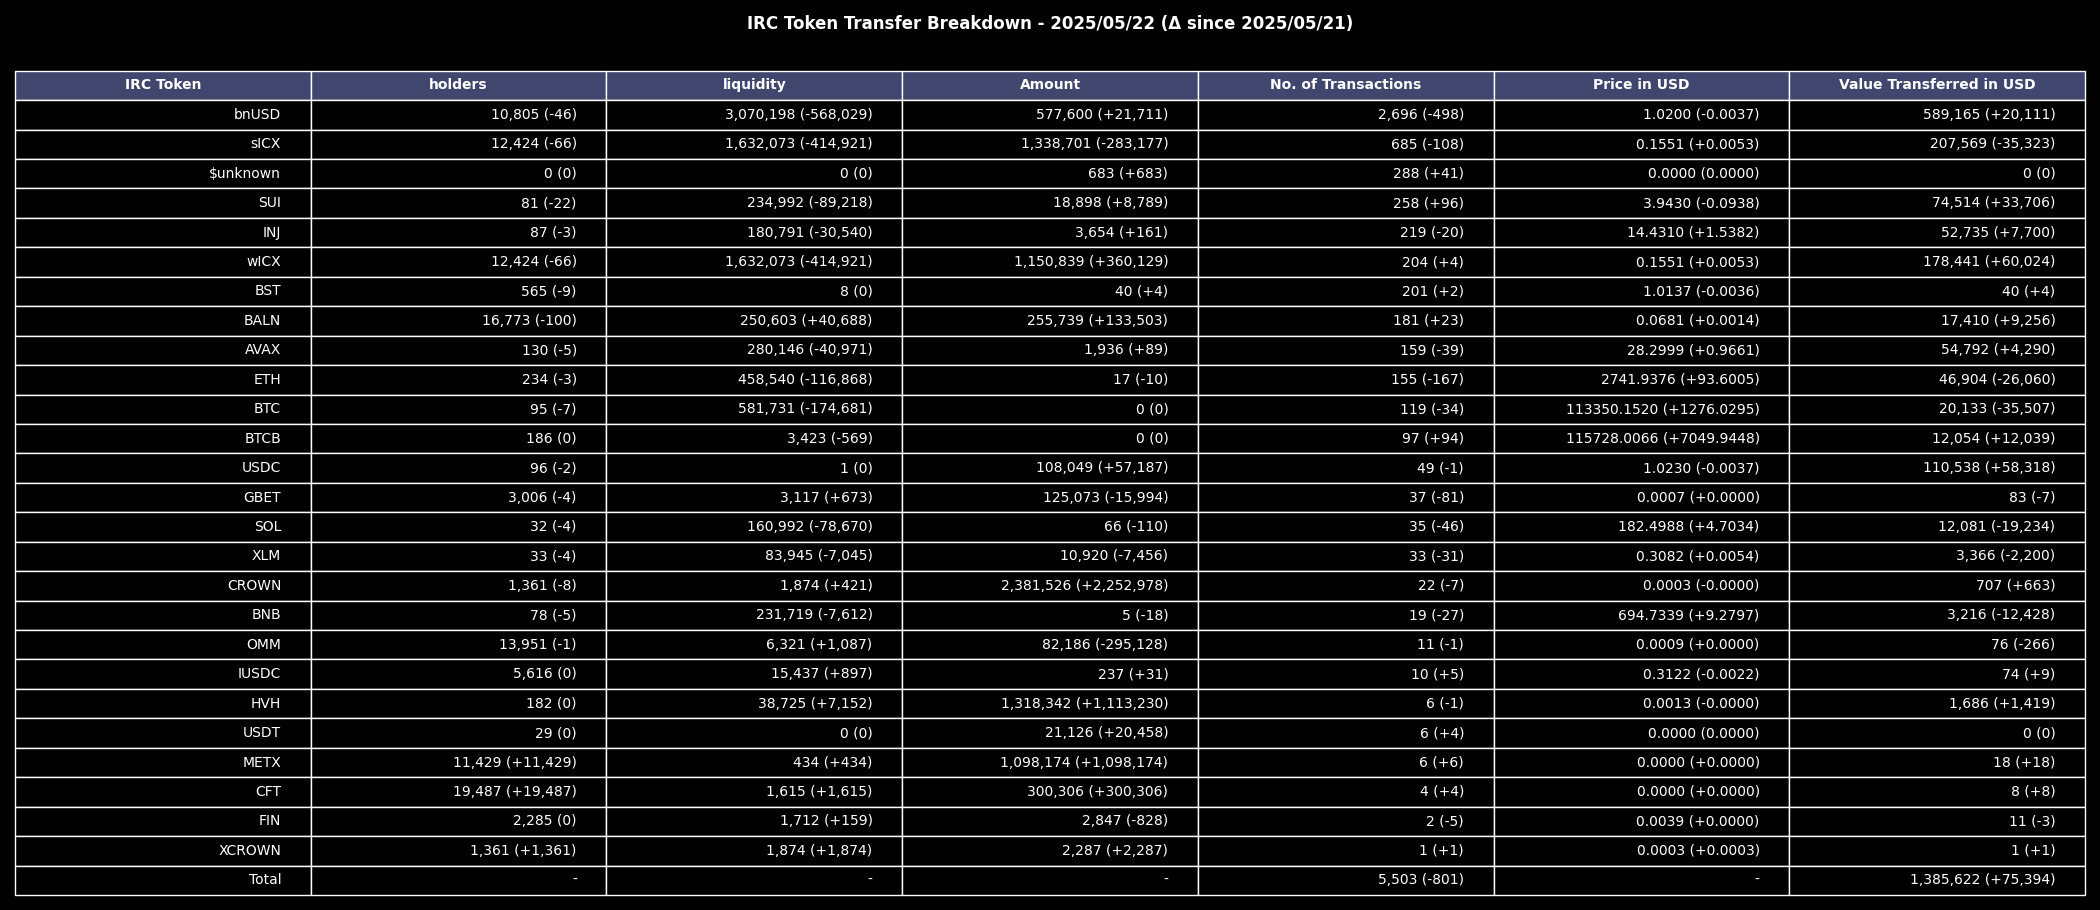 IRC Token Transfer Breakdown - 2025/05/22 (Δ since 2025/05/21)
IRC Token holders liquidity Amount No. of Transactions Price in USD Value Transferred in USD
bnUSD 10,805 (-46) 3,070,198 (-568,029) 577,600 (+21,711) 2,696 (-498) 1.0200 (-0.0037) 589,165 (+20,111)
sICX 12,424 (-66) 1,632,073 (-414,921) 1,338,701 (-283,177) 685 (-108) 0.1551 (+0.0053) 207,569 (-35,323)
$unknown 0 (0) 0 (0) 683 (+683) 288 (+41) 0.0000 (0.0000) 0 (0)
SUI 81 (-22) 234,992 (-89,218) 18,898 (+8,789) 258 (+96) 3.9430 (-0.0938) 74,514 (+33,706)
INJ 87 (-3) 180,791 (-30,540) 3,654 (+161) 219 (-20) 14.4310 (+1.5382) 52,735 (+7,700)
wICX 12,424 (-66) 1,632,073 (-414,921) 1,150,839 (+360,129) 204 (+4) 0.1551 (+0.0053) 178,441 (+60,024)
BST 565 (-9) 8 (0) 40 (+4) 201 (+2) 1.0137 (-0.0036) 40 (+4)
BALN 16,773 (-100) 250,603 (+40,688) 255,739 (+133,503) 181 (+23) 0.0681 (+0.0014) 17,410 (+9,256)
AVAX 130 (-5) 280,146 (-40,971) 1,936 (+89) 159 (-39) 28.2999 (+0.9661) 54,792 (+4,290)
ETH 234 (-3) 458,540 (-116,868) 17 (-10) 155 (-167) 2741.9376 (+93.6005) 46,904 (-26,060)
BTC 95 (-7) 581,731 (-174,681) 0 (0) 119 (-34) 113350.1520 (+1276.0295) 20,133 (-35,507)
BTCB 186 (0) 3,423 (-569) 0 (0) 97 (+94) 115728.0066 (+7049.9448) 12,054 (+12,039)
USDC 96 (-2) 1 (0) 108,049 (+57,187) 49 (-1) 1.0230 (-0.0037) 110,538 (+58,318)
GBET 3,006 (-4) 3,117 (+673) 125,073 (-15,994) 37 (-81) 0.0007 (+0.0000) 83 (-7)
SOL 32 (-4) 160,992 (-78,670) 66 (-110) 35 (-46) 182.4988 (+4.7034) 12,081 (-19,234)
XLM 33 (-4) 83,945 (-7,045) 10,920 (-7,456) 33 (-31) 0.3082 (+0.0054) 3,366 (-2,200)
CROWN 1,361 (-8) 1,874 (+421) 2,381,526 (+2,252,978) 22 (-7) 0.0003 (-0.0000) 707 (+663)
BNB 78 (-5) 231,719 (-7,612) 5 (-18) 19 (-27) 694.7339 (+9.2797) 3,216 (-12,428)
OMM 13,951 (-1) 6,321 (+1,087) 82,186 (-295,128) 11 (-1) 0.0009 (+0.0000) 76 (-266)
IUSDC 5,616 (0) 15,437 (+897) 237 (+31) 10 (+5) 0.3122 (-0.0022) 74 (+9)
HVH 182 (0) 38,725 (+7,152) 1,318,342 (+1,113,230) 6 (-1) 0.0013 (-0.0000) 1,686 (+1,419)
USDT 29 (0) 0 (0) 21,126 (+20,458) 6 (+4) 0.0000 (0.0000) 0 (0)
METX 11,429 (+11,429) 434 (+434) 1,098,174 (+1,098,174) 6 (+6) 0.0000 (+0.0000) 18 (+18)
CFT 19,487 (+19,487) 1,615 (+1,615) 300,306 (+300,306) 4 (+4) 0.0000 (+0.0000) 8 (+8)
FIN 2,285 (0) 1,712 (+159) 2,847 (-828) 2 (-5) 0.0039 (+0.0000) 11 (-3)
XCROWN 1,361 (+1,361) 1,874 (+1,874) 2,287 (+2,287) 1 (+1) 0.0003 (+0.0003) 1 (+1)
Total - - - 5,503 (-801) - 1,385,622 (+75,394)